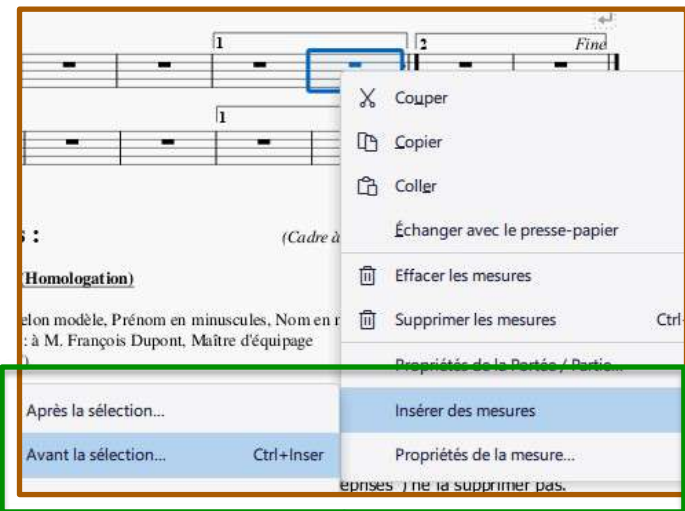 1
2
Fine
1
Couper
Copier
Coller
Échanger avec le presse-papier
s :
(Cadre à
(Homologation)
Effacer les mesures
elon modèle, Prénom en minuscules, Nom en
Supprimer les mesures
Ctrl-
: à M. François Dupont, Maître d'équipage
Propriétés de la Portée / Partie...
Après la sélection...
Insérer des mesures
Avant la sélection...
Ctrl+Inser
Propriétés de la mesure...
eprises ) ne la supprimer pas.